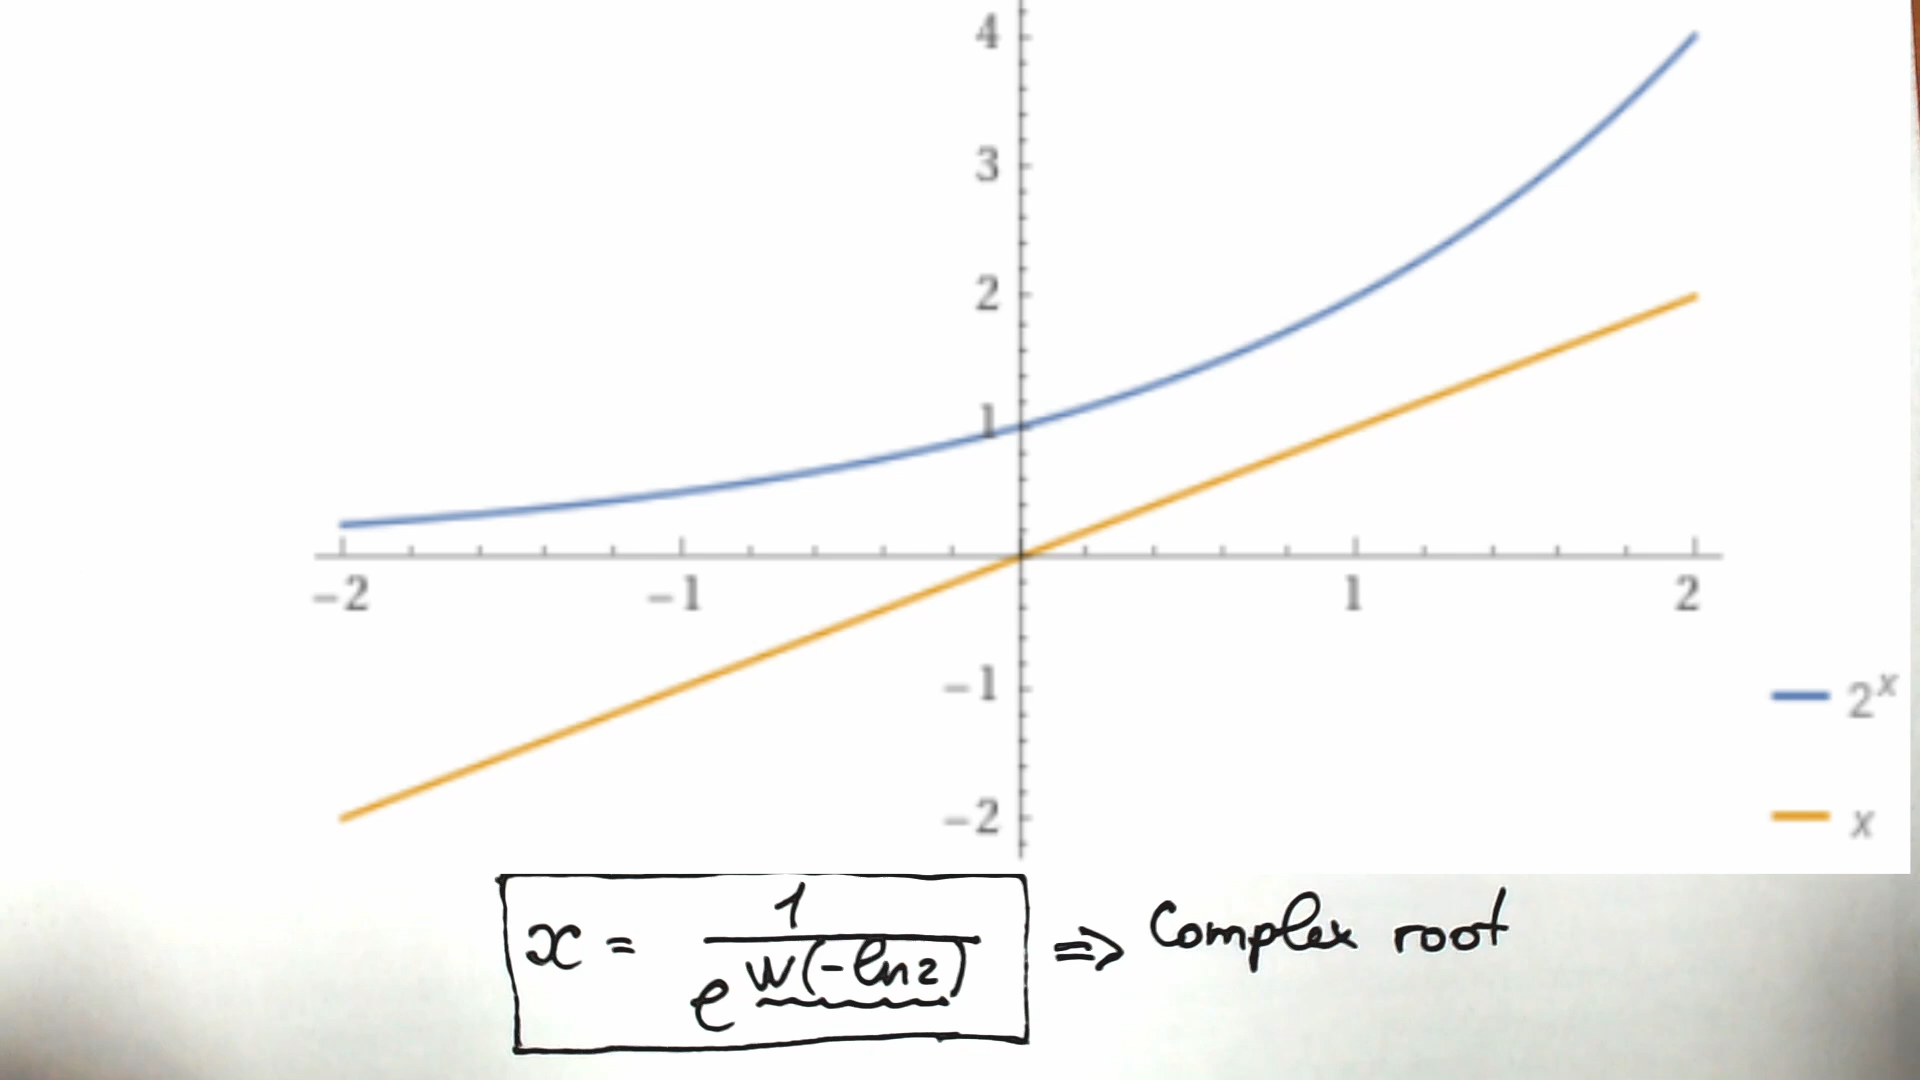 4
3
2
1
-2 -1 1 2
-1
-2
2^x
x
x = 1 / e^{W(-ln2)} ⇒ Complex root